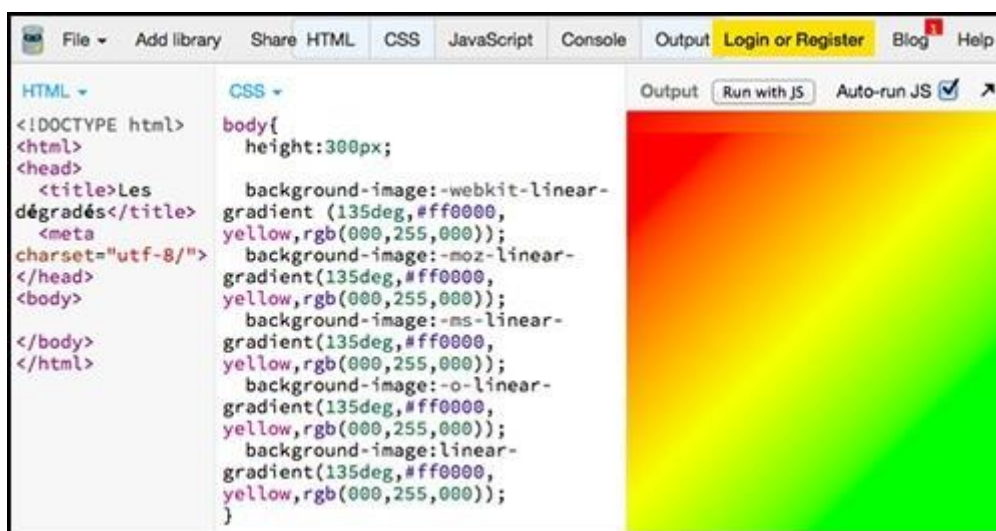 File Add library Share HTML CSS JavaScript Console Output Login or Register Blog 1 Help
HTML
<!DOCTYPE html>
<html>
<head>
<title>Les
dégradés</title>
<meta
charset="utf-8/">
</head>
<body>
</body>
</html>
CSS
body{
height:300px;
background-image:-webkit-linear-
gradient (135deg,#ff0000,
yellow,rgb(000,255,000));
background-image:-moz-linear-
gradient(135deg,#ff0000,
yellow,rgb(000,255,000));
background-image:-ms-linear-
gradient(135deg,#ff0000,
yellow,rgb(000,255,000));
background-image:-o-linear-
gradient(135deg,#ff0000,
yellow,rgb(000,255,000));
background-image:linear-
gradient(135deg,#ff0000,
yellow,rgb(000,255,000));
}
Output Run with JS Auto-run JS